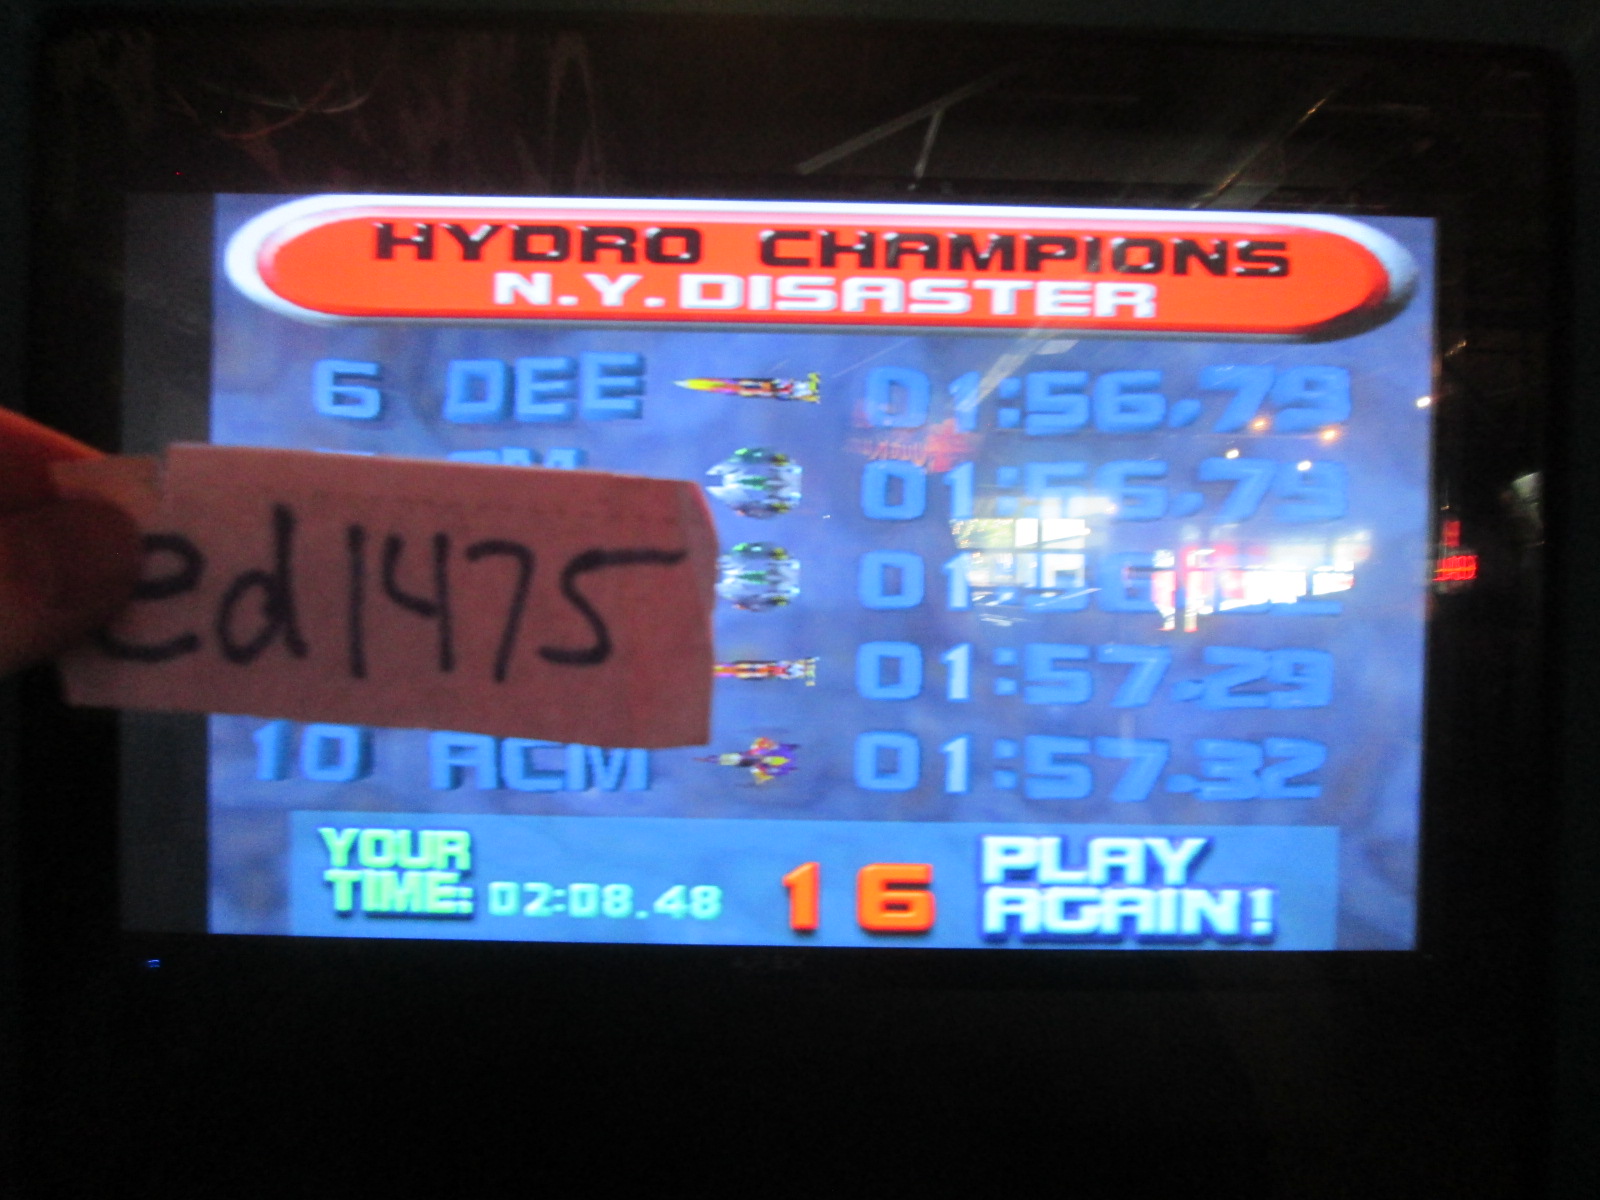 HYDRO CHAMPIONS
N.Y. DISASTER
6 DEE 01:56.79
01:56.79
ed1475
01:57.29
10 ACM 01:57.32
YOUR TIME: 02:08.48 16 PLAY AGAIN!